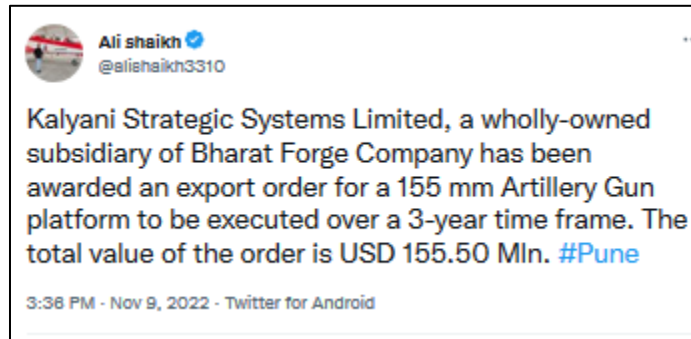 Ali shaikh
@alishaikh3310
Kalyani Strategic Systems Limited, a wholly-owned
subsidiary of Bharat Forge Company has been
awarded an export order for a 155 mm Artillery Gun
platform to be executed over a 3-year time frame. The
total value of the order is USD 155.50 Mln. #Pune
3:36 PM · Nov 9, 2022 · Twitter for Android